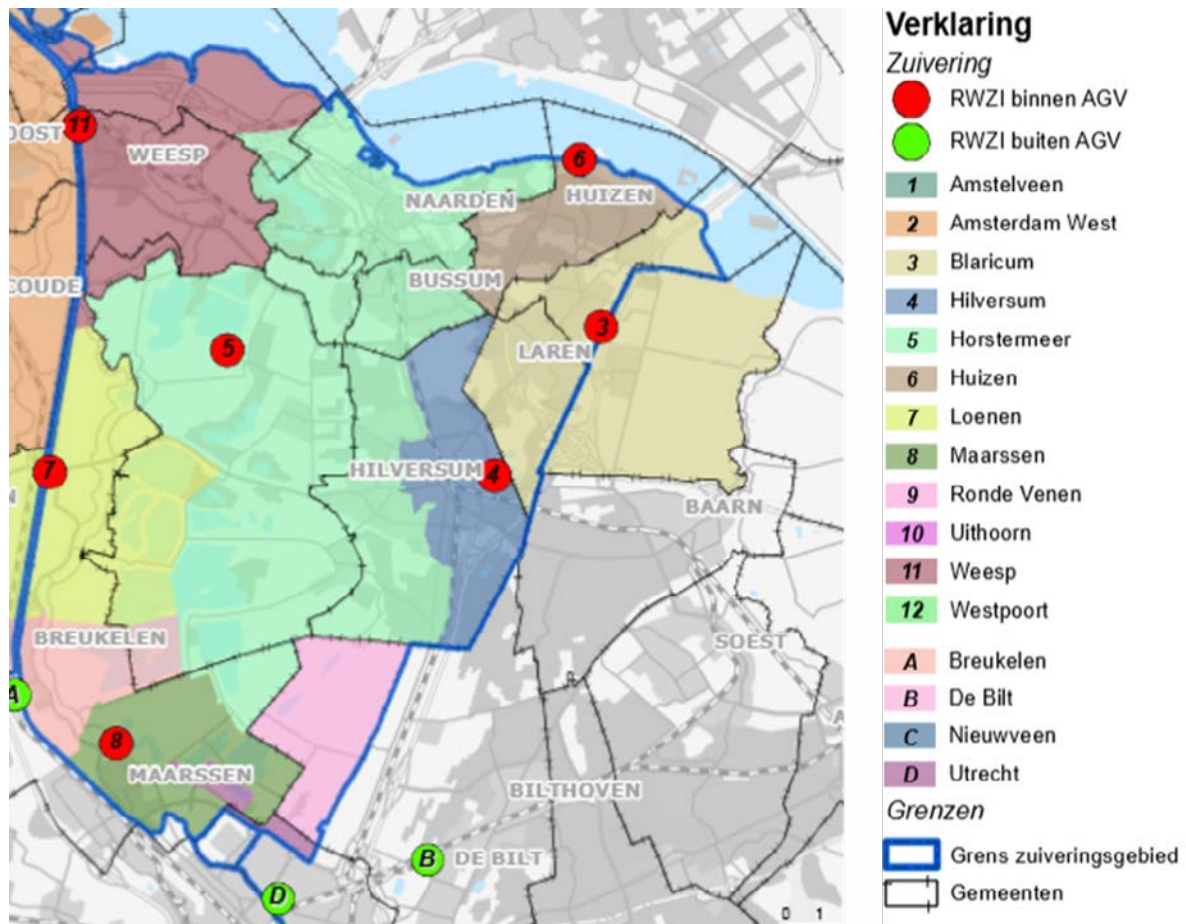 11
OOST
WEESP
6
HUIZEN
NAARDEN
COUDE
BUSSUM
3
5
LAREN
7
HILVERSUM
4
N
BAARN
BREUKELEN
SOEST
A
A
8
MAARSSEN
BILTHOVEN
B
DE BILT
D
0 1
Verklaring
Zuivering
RWZI binnen AGV
RWZI buiten AGV
1 Amstelveen
2 Amsterdam West
3 Blaricum
4 Hilversum
5 Horstermeer
6 Huizen
7 Loenen
8 Maarssen
9 Ronde Venen
10 Uithoorn
11 Weesp
12 Westpoort
A Breukelen
B De Bilt
C Nieuwveen
D Utrecht
Grenzen
Grens zuiveringsgebied
Gemeenten